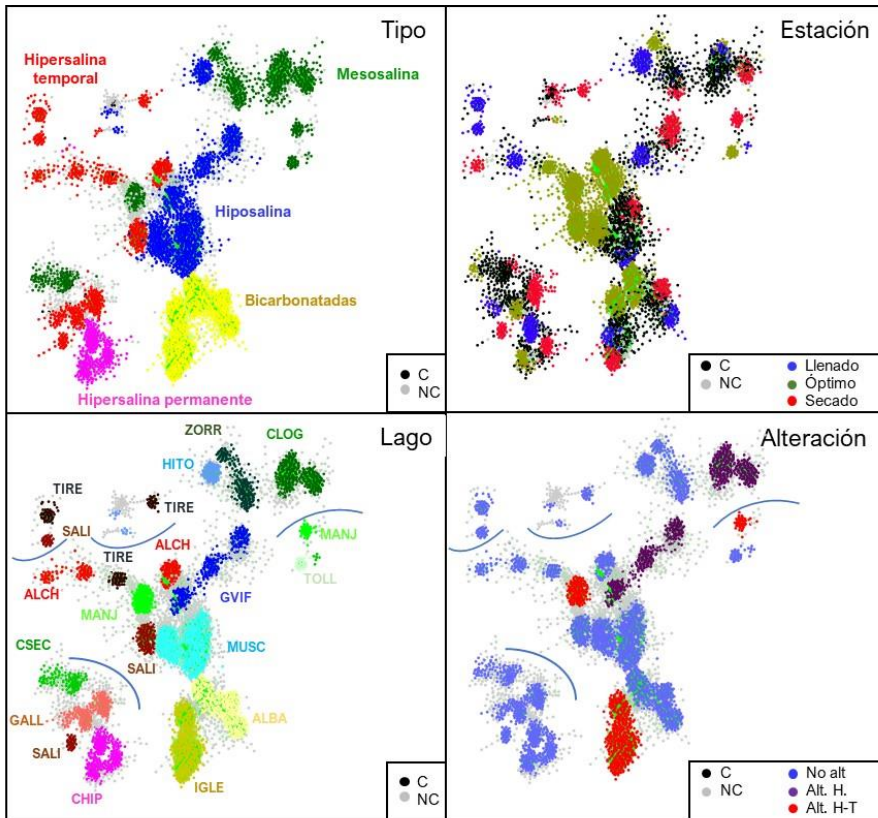 Tipo
Hipersalina
temporal
Mesosalina
Hiposalina
Bicarbonatadas
Hipersalina permanente
C
NC
Estación
C
NC
Llenado
Óptimo
Secado
Lago
ZORR
CLOG
HITO
TIRE
TIRE
SALI
ALCH
MANJ
TIRE
TOLL
ALCH
GVIF
MANJ
CSEC
MUSC
SALI
GALL
ALBA
SALI
CHIP
IGLE
C
NC
Alteración
C
NC
No alt
Alt. H.
Alt. H-T